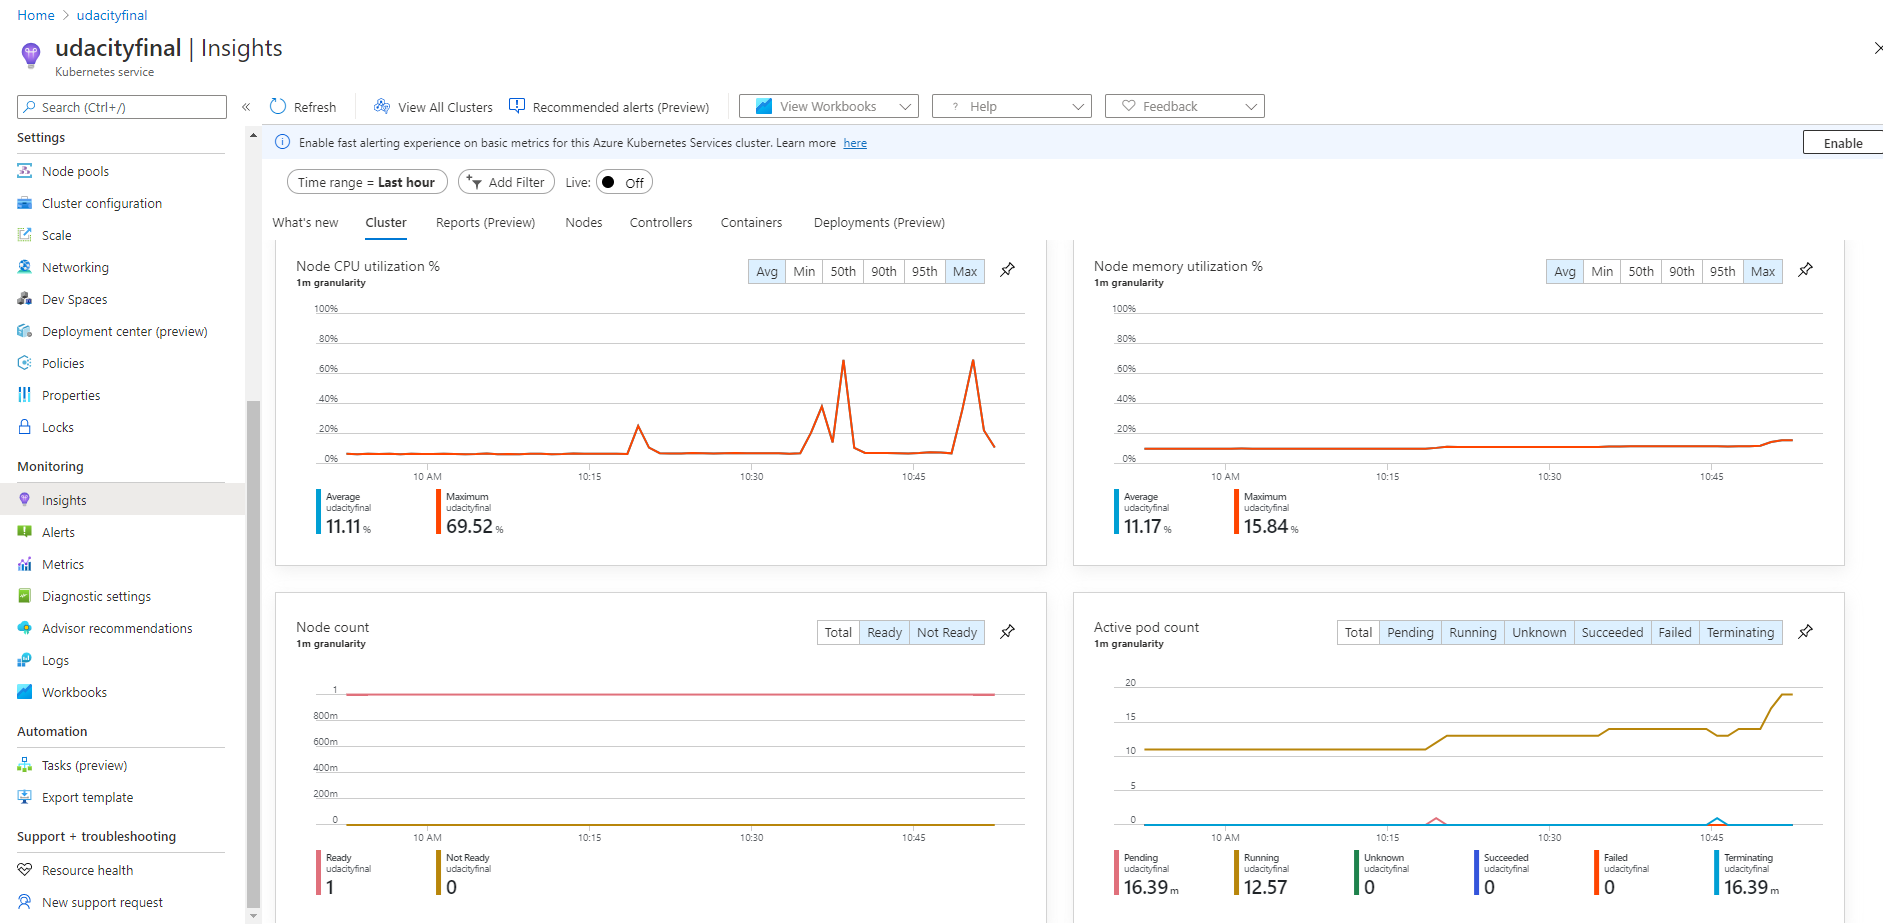 Home > udacityfinal
udacityfinal | Insights
Kubernetes service
Search (Ctrl+/)
«
Refresh
View All Clusters
Recommended alerts (Preview)
View Workbooks
? Help
Feedback
Settings
Node pools
Cluster configuration
Scale
Networking
Dev Spaces
Deployment center (preview)
Policies
Properties
Locks
Monitoring
Insights
Alerts
Metrics
Diagnostic settings
Advisor recommendations
Logs
Workbooks
Automation
Tasks (preview)
Export template
Support + troubleshooting
Resource health
New support request
Enable fast alerting experience on basic metrics for this Azure Kubernetes Services cluster. Learn more here
Enable
Time range = Last hour
Add Filter
Live: Off
What's new Cluster Reports (Preview) Nodes Controllers Containers Deployments (Preview)
Node CPU utilization %
1m granularity
Avg Min 50th 90th 95th Max
100%
80%
60%
40%
20%
0%
10 AM 10:15 10:30 10:45
Average
udacityfinal
11.11 %
Maximum
udacityfinal
69.52 %
Node memory utilization %
1m granularity
Avg Min 50th 90th 95th Max
100%
80%
60%
40%
20%
0%
10 AM 10:15 10:30 10:45
Average
udacityfinal
11.17 %
Maximum
udacityfinal
15.84 %
Node count
1m granularity
Total Ready Not Ready
1
800m
600m
400m
200m
0
10 AM 10:15 10:30 10:45
Ready
udacityfinal
1
Not Ready
udacityfinal
0
Active pod count
1m granularity
Total Pending Running Unknown Succeeded Failed Terminating
20
15
10
5
0
10 AM 10:15 10:30 10:45
Pending
udacityfinal
16.39 m
Running
udacityfinal
12.57
Unknown
udacityfinal
0
Succeeded
udacityfinal
0
Failed
udacityfinal
0
Terminating
udacityfinal
16.39 m